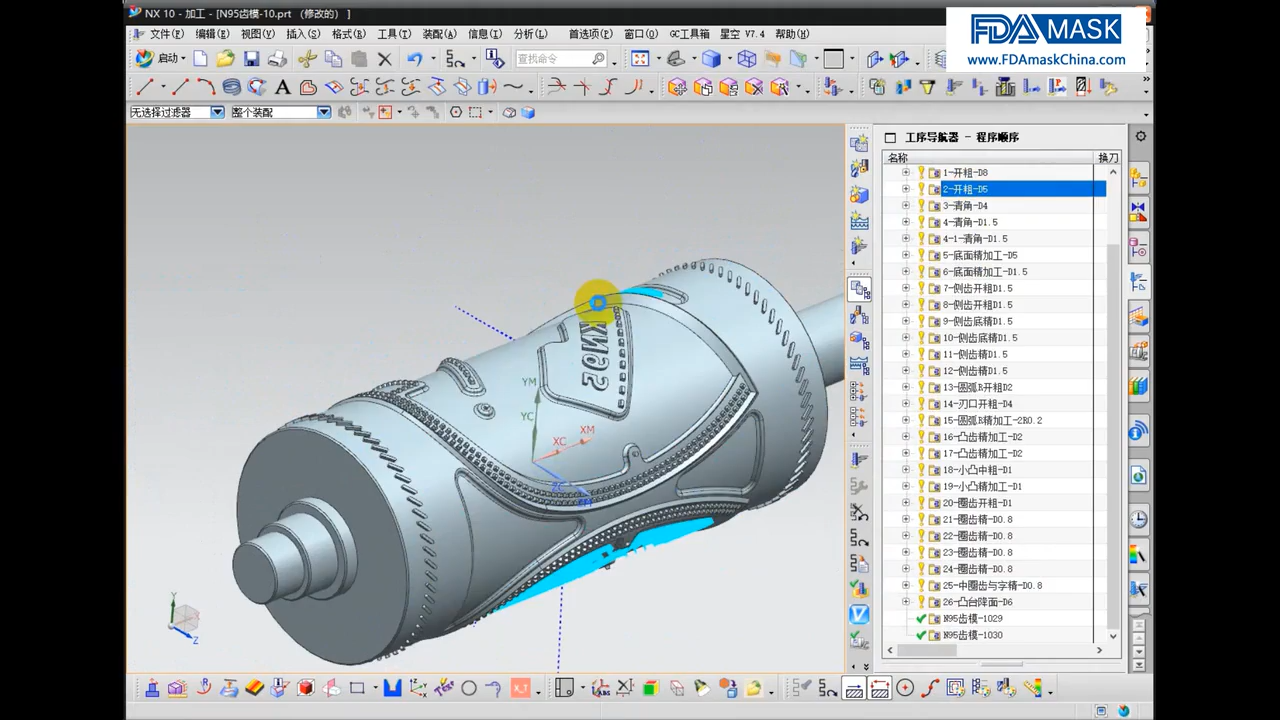 NX 10 - 加工 - [N95齿模-10.prt （修改的） ]
FDA MASK
www.FDAmaskChina.com
文件(F) 编辑(E) 视图(V) 插入(S) 格式(R) 工具(T) 装配(A) 信息(I) 分析(L) 首选项(P) 窗口(O) GC工具箱 星空 V7.4 帮助(H)
启动 查找命令
无选择过滤器 整个装配
工序导航器 - 程序顺序
名称 换刀
1-开粗-D8
2-开粗-D5
3-清角-D4
4-清角-D1.5
4-1-清角-D1.5
5-底面精加工-D5
6-底面精加工-D1.5
7-侧齿开粗D1.5
8-侧齿开粗D1.5
9-侧齿底精D1.5
10-侧齿底精D1.5
11-侧齿精D1.5
12-侧齿精D1.5
13-圆弧R开粗D2
14-刃口开粗-D4
15-圆弧R精加工-2R0.2
16-凸齿精加工-D2
17-凸齿精加工-D2
18-小凸中粗-D1
19-小凸精加工-D1
20-圈齿开粗-D1
21-圈齿精-D0.8
22-圈齿精-D0.8
23-圈齿精-D0.8
24-圈齿精-D0.8
25-中圈齿与字精-D0.8
26-凸台降面-D6
N95齿模-1029
N95齿模-1030
KN95
YM
YC
XM
XC
ZC
Y
X
Z